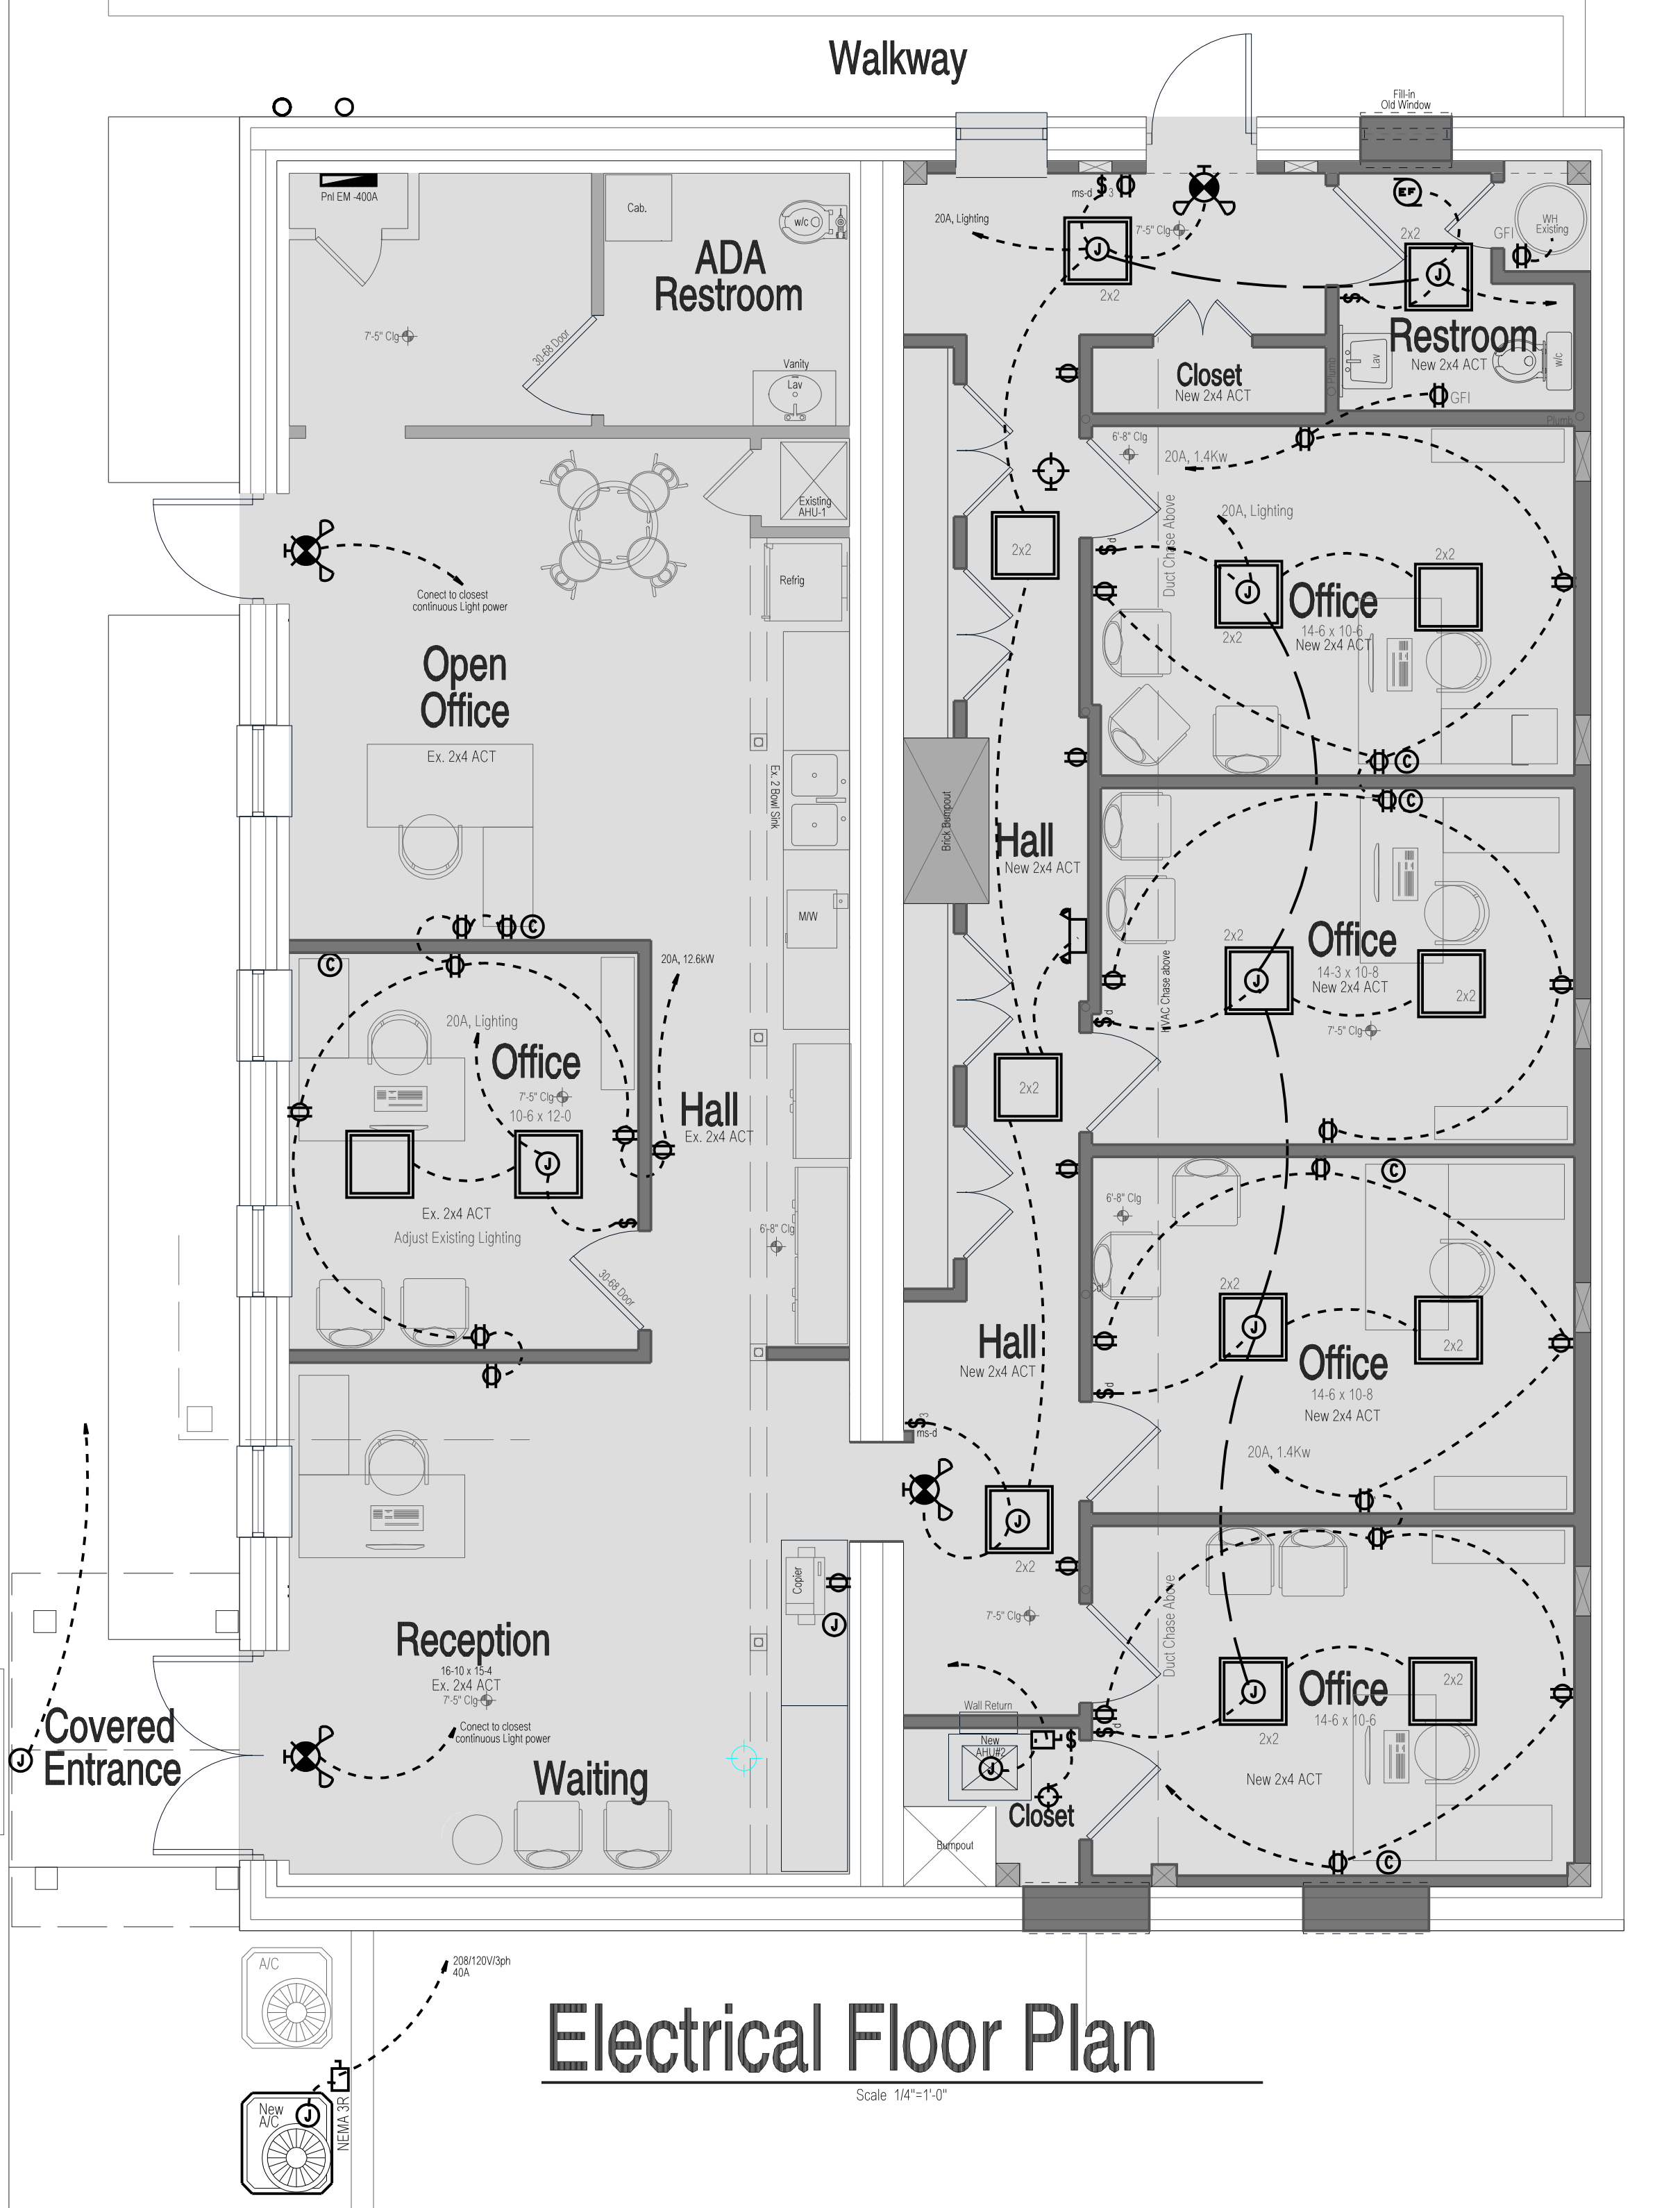 Walkway
Fill-in
Old Window
Pnl EM -400A
Cab.
w/c
ADA
Restroom
30-68 Door
7'-5" Clg
Vanity
Lav
ms-d
3
$
20A, Lighting
J
7'-5" Clg
2x2
EF
2x2
J
GFI
WH
Existing
$
Restroom
New 2x4 ACT
Lav
w/c
Plumb
GFI
Plumb
Closet
New 2x4 ACT
6'-8" Clg
20A, 1.4Kw
Existing
AHU-1
Refrig
Conect to closest
continuous Light power
Open
Office
Ex. 2x4 ACT
Ex. 2 Bowl Sink
M/W
C
2x2
Duct Chase Above
20A, Lighting
$ d
J
2x2
Office
14-6 x 10-6
New 2x4 ACT
2x2
C
Brick Bumpout
Hall
New 2x4 ACT
C
2x2
J
Office
14-3 x 10-8
New 2x4 ACT
7'-5" Clg
2x2
HVAC Chase above
$ d
2x2
C
20A, 12.6kW
20A, Lighting
Office
7'-5" Clg
10-6 x 12-0
J
Ex. 2x4 ACT
Adjust Existing Lighting
$
30-68 Door
Hall
Ex. 2x4 ACT
6'-8" Clg
6'-8" Clg
C
Col
2x2
J
2x2
Office
14-6 x 10-8
New 2x4 ACT
$ d
20A, 1.4Kw
Hall
New 2x4 ACT
$ 3
ms-d
J
2x2
7'-5" Clg
Copier
J
Reception
16-10 x 15-4
Ex. 2x4 ACT
7'-5" Clg
Conect to closest
continuous Light power
Waiting
Covered
Entrance
J
Wall Return
New
AHU#2
J
$
Closet
Bumpout
Duct Chase Above
$ d
J
2x2
Office
14-6 x 10-6
2x2
New 2x4 ACT
C
A/C
208/120V/3ph
40A
New
A/C
J
NEMA 3R
Electrical Floor Plan
Scale 1/4"=1'-0"